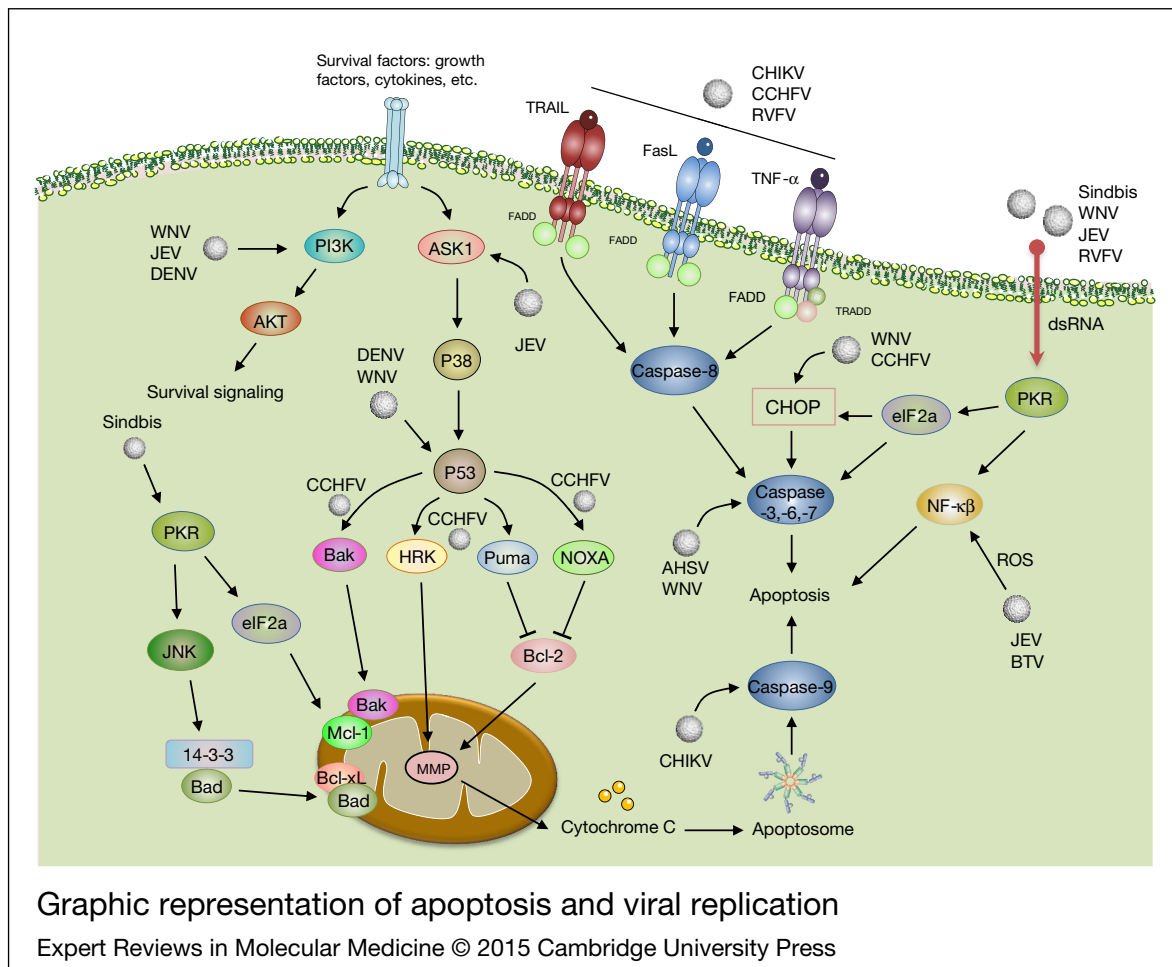 Survival factors: growth
factors, cytokines, etc.
CHIKV
CCHFV
RVFV
TRAIL
FasL
TNF-α
Sindbis
WNV
JEV
RVFV
WNV
JEV
DENV
PI3K
ASK1
FADD
FADD
FADD
TRADD
dsRNA
AKT
JEV
P38
DENV
WNV
Caspase-8
WNV
CCHFV
CHOP
eIF2a
PKR
Survival signaling
Sindbis
P53
CCHFV
CCHFV
CCHFV
Caspase
-3,-6,-7
NF-κβ
PKR
Bak
HRK
Puma
NOXA
AHSV
WNV
Apoptosis
ROS
eIF2a
JNK
Bcl-2
JEV
BTV
Caspase-9
Bak
Mcl-1
CHIKV
14-3-3
Bad
Bcl-xL
Bad
MMP
Cytochrome C
Apoptosome
Graphic representation of apoptosis and viral replication
Expert Reviews in Molecular Medicine © 2015 Cambridge University Press